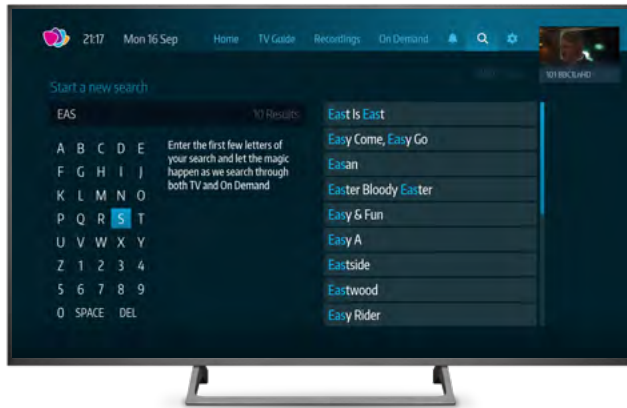 21:17 Mon 16 Sep Home TV Guide Recordings On Demand
101 BBC1LAHD
Start a new search
EAS 10 Results
Enter the first few letters of
your search and let the magic
happen as we search through
both TV and On Demand
A B C D E
F G H I J
K L M N O
P Q R S T
U V W X Y
Z 1 2 3 4
5 6 7 8 9
0 SPACE DEL
East Is East
Easy Come, Easy Go
Easan
Easter Bloody Easter
Easy & Fun
Easy A
Eastside
Eastwood
Easy Rider